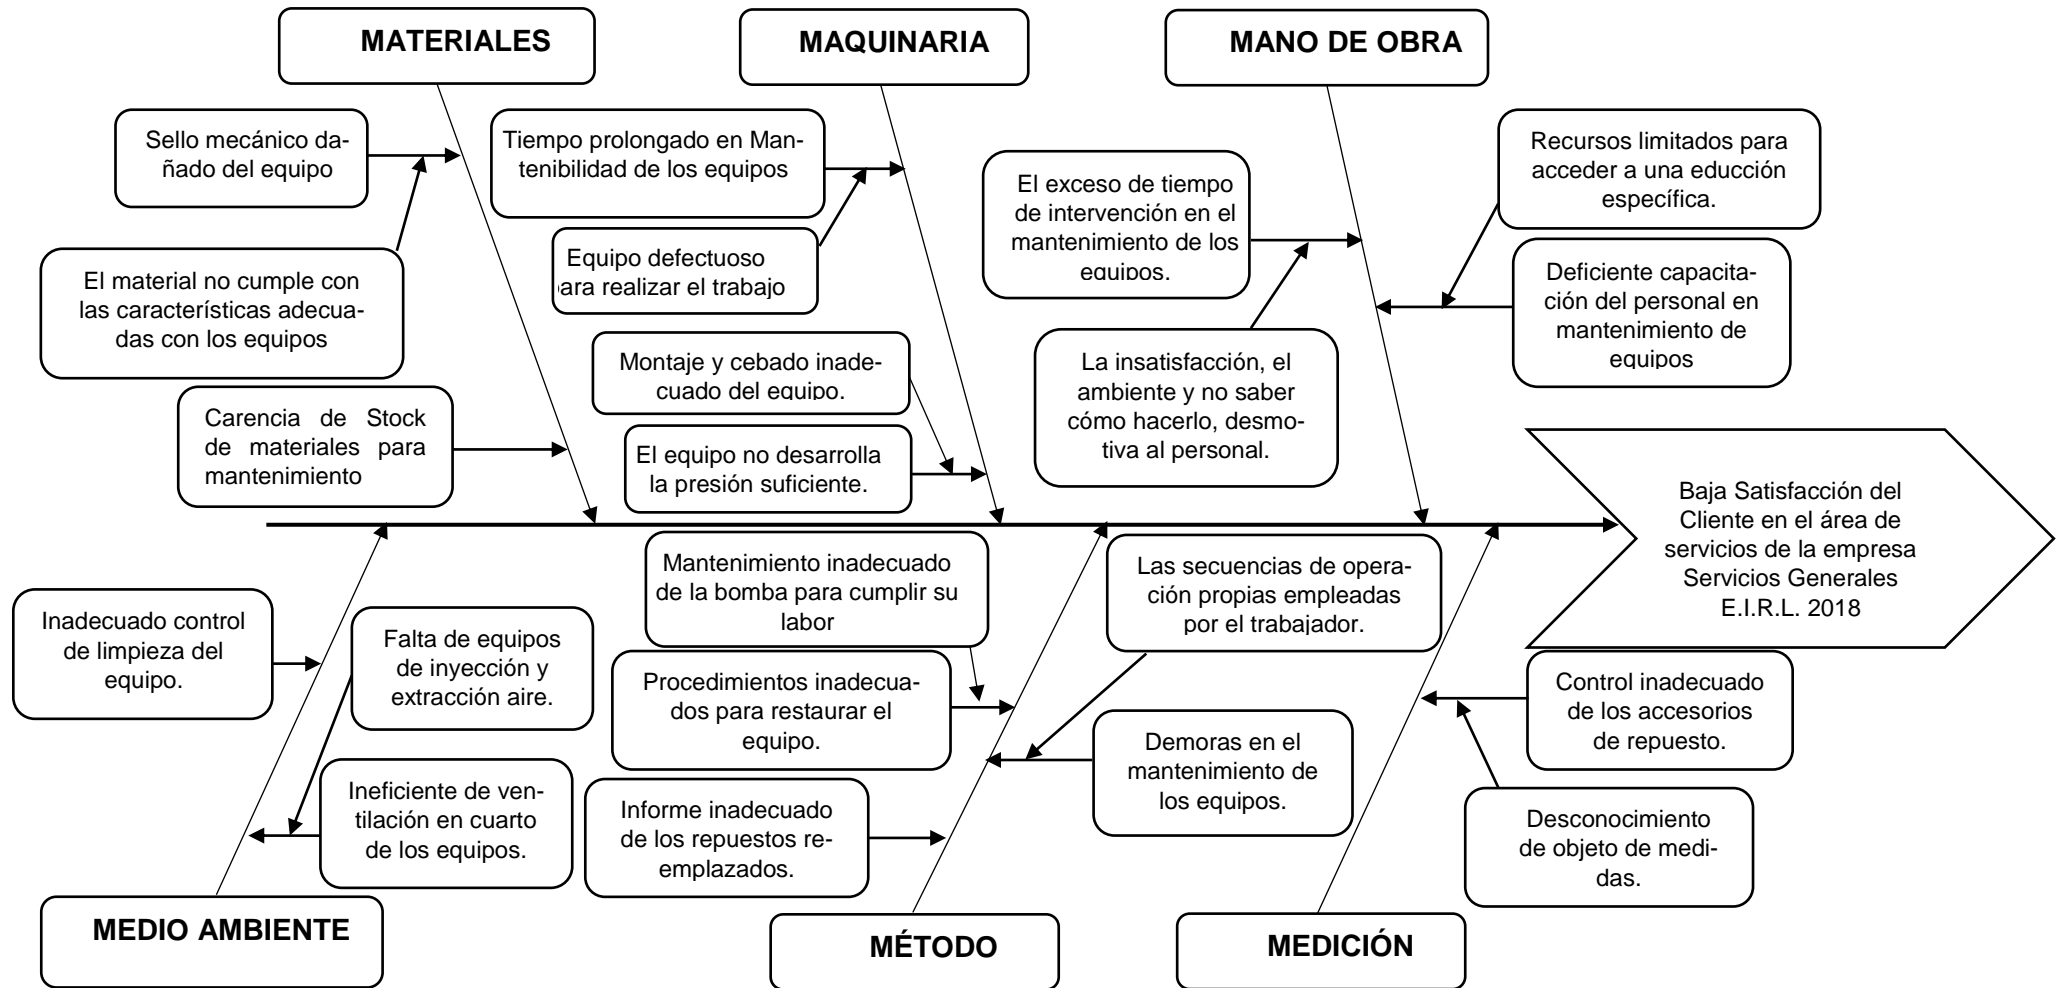 MATERIALES
MAQUINARIA
MANO DE OBRA
Sello mecánico da-
ñado del equipo
El material no cumple con
las características adecua-
das con los equipos
Carencia de Stock
de materiales para
mantenimiento
Tiempo prolongado en Man-
tenibilidad de los equipos
Equipo defectuoso
para realizar el trabajo
Montaje y cebado inade-
cuado del equipo.
El equipo no desarrolla
la presión suficiente.
El exceso de tiempo
de intervención en el
mantenimiento de los
equipos.
La insatisfacción, el
ambiente y no saber
cómo hacerlo, desmo-
tiva al personal.
Recursos limitados para
acceder a una educción
específica.
Deficiente capacita-
ción del personal en
mantenimiento de
equipos
Baja Satisfacción del
Cliente en el área de
servicios de la empresa
Servicios Generales
E.I.R.L. 2018
Inadecuado control
de limpieza del
equipo.
Falta de equipos
de inyección y
extracción aire.
Ineficiente de ven-
tilación en cuarto
de los equipos.
Mantenimiento inadecuado
de la bomba para cumplir su
labor
Procedimientos inadecua-
dos para restaurar el
equipo.
Informe inadecuado
de los repuestos re-
emplazados.
Las secuencias de opera-
ción propias empleadas
por el trabajador.
Demoras en el
mantenimiento de
los equipos.
Control inadecuado
de los accesorios
de repuesto.
Desconocimiento
de objeto de medi-
das.
MEDIO AMBIENTE
MÉTODO
MEDICIÓN